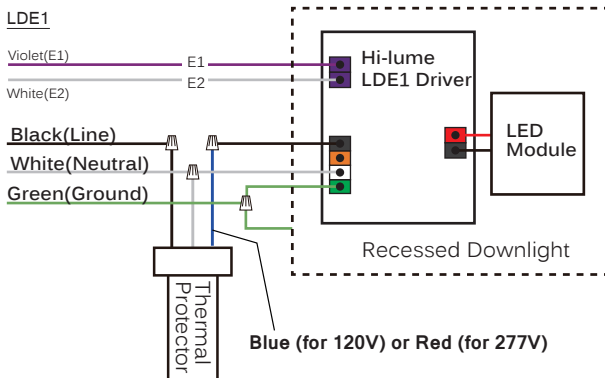 LDE1
Violet(E1)
E1
E2
White(E2)
Hi-lume
LDE1 Driver
Black(Line)
White(Neutral)
Green(Ground)
LED
Module
Recessed Downlight
Thermal
Protector
Blue (for 120V) or Red (for 277V)